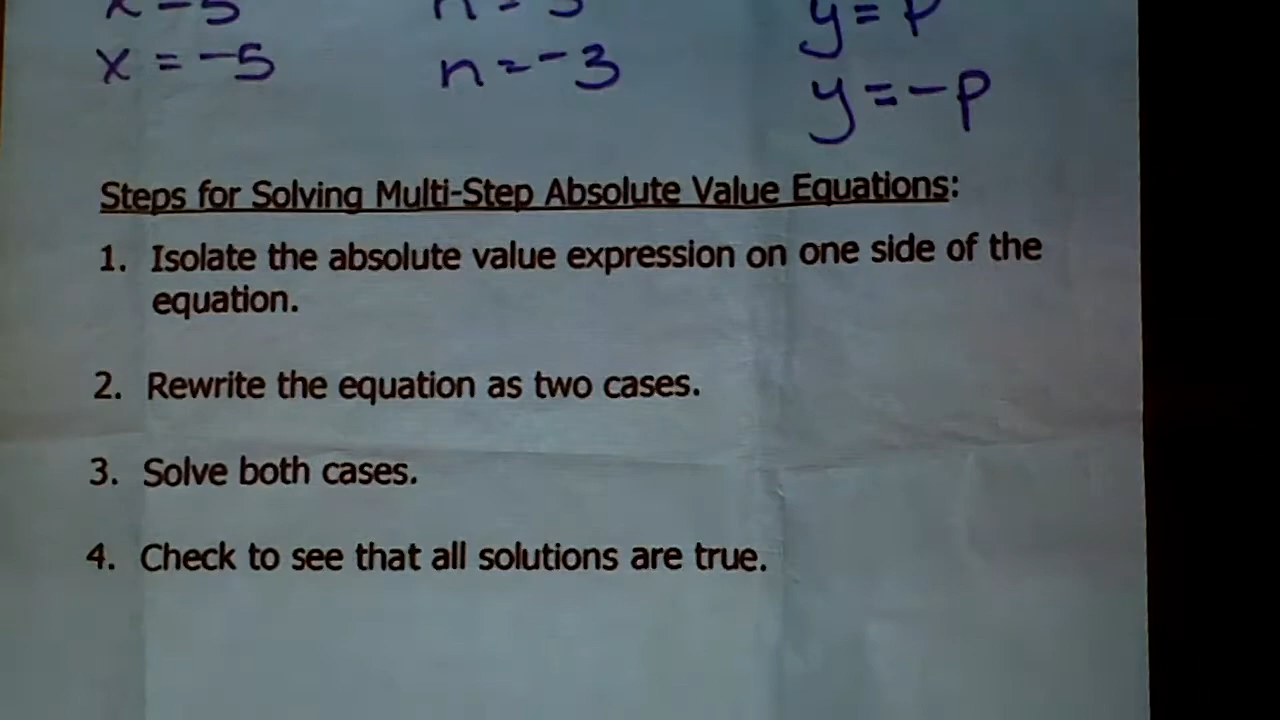 x = 5 n = 3 y = p
x = -5 n = -3 y = -p
Steps for Solving Multi-Step Absolute Value Equations:
1. Isolate the absolute value expression on one side of the
equation.
2. Rewrite the equation as two cases.
3. Solve both cases.
4. Check to see that all solutions are true.